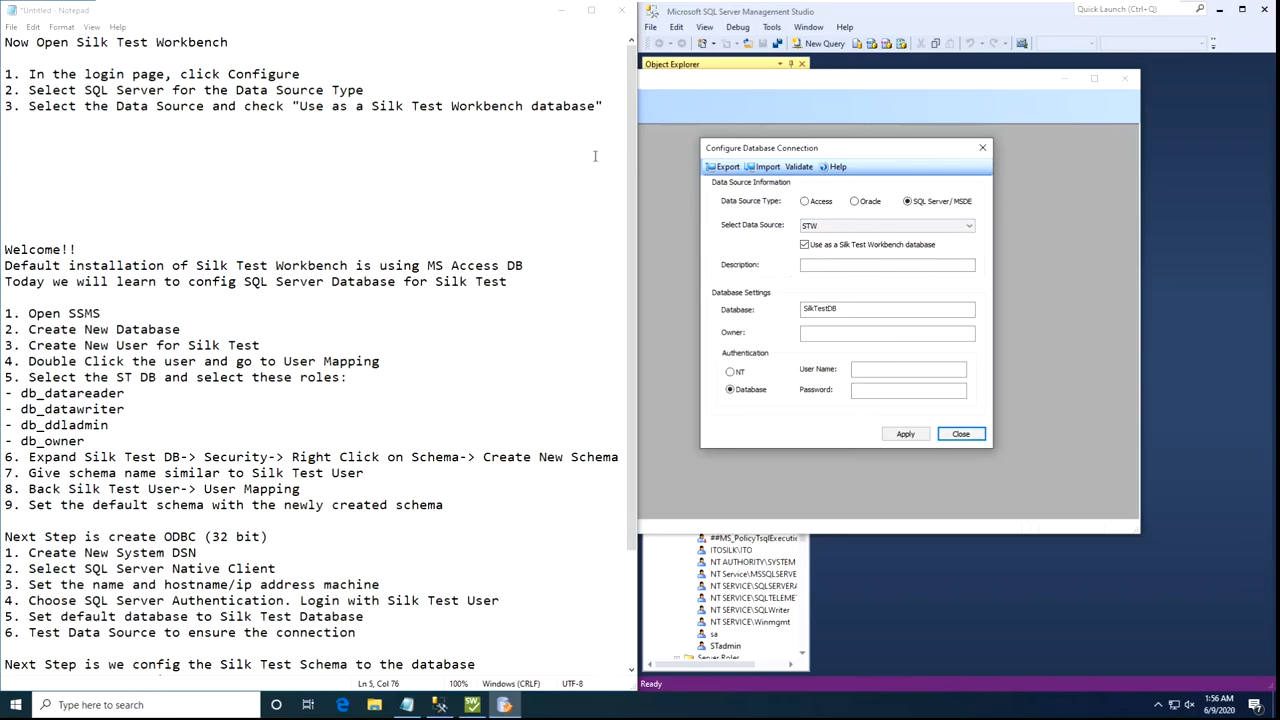 *Untitled - Notepad
File Edit Format View Help
Now Open Silk Test Workbench
1. In the login page, click Configure
2. Select SQL Server for the Data Source Type
3. Select the Data Source and check "Use as a Silk Test Workbench database"
Welcome!!
Default installation of Silk Test Workbench is using MS Access DB
Today we will learn to config SQL Server Database for Silk Test
1. Open SSMS
2. Create New Database
3. Create New User for Silk Test
4. Double Click the user and go to User Mapping
5. Select the ST DB and select these roles:
- db_datareader
- db_datawriter
- db_ddladmin
- db_owner
6. Expand Silk Test DB-> Security-> Right Click on Schema-> Create New Schema
7. Give schema name similar to Silk Test User
8. Back Silk Test User-> User Mapping
9. Set the default schema with the newly created schema
Next Step is create ODBC (32 bit)
1. Create New System DSN
2. Select SQL Server Native Client
3. Set the name and hostname/ip address machine
4. Choose SQL Server Authentication. Login with Silk Test User
5. Set default database to Silk Test Database
6. Test Data Source to ensure the connection
Next Step is we config the Silk Test Schema to the dabase
Ln 5, Col 76 100% Windows (CRLF) UTF-8
Microsoft SQL Server Management Studio
Quick Launch (Ctrl+Q)
File Edit View Debug Tools Window Help
New Query
Object Explorer
Configure Database Connection
Export Import Validate Help
Data Source Information
Data Source Type: Access Oracle SQL Server/ MSDE
Select Data Source: STW
Use as a Silk Test Workbench database
Description:
Database Settings
Database: SilkTestDB
Owner:
Authentication
NT
Database
User Name:
Password:
Apply Close
##MS_PolicyTsqlExecutio
ITOSILK\ITO
NT AUTHORITY\SYSTEM
NT Service\MSSQLSERVE
NT SERVICE\SQLSERVERA
NT SERVICE\SQLTELEME
NT SERVICE\SQLWriter
NT SERVICE\Winmgmt
sa
STadmin
Server Roles
Ready
Type here to search
SW
1:56 AM
6/9/2020